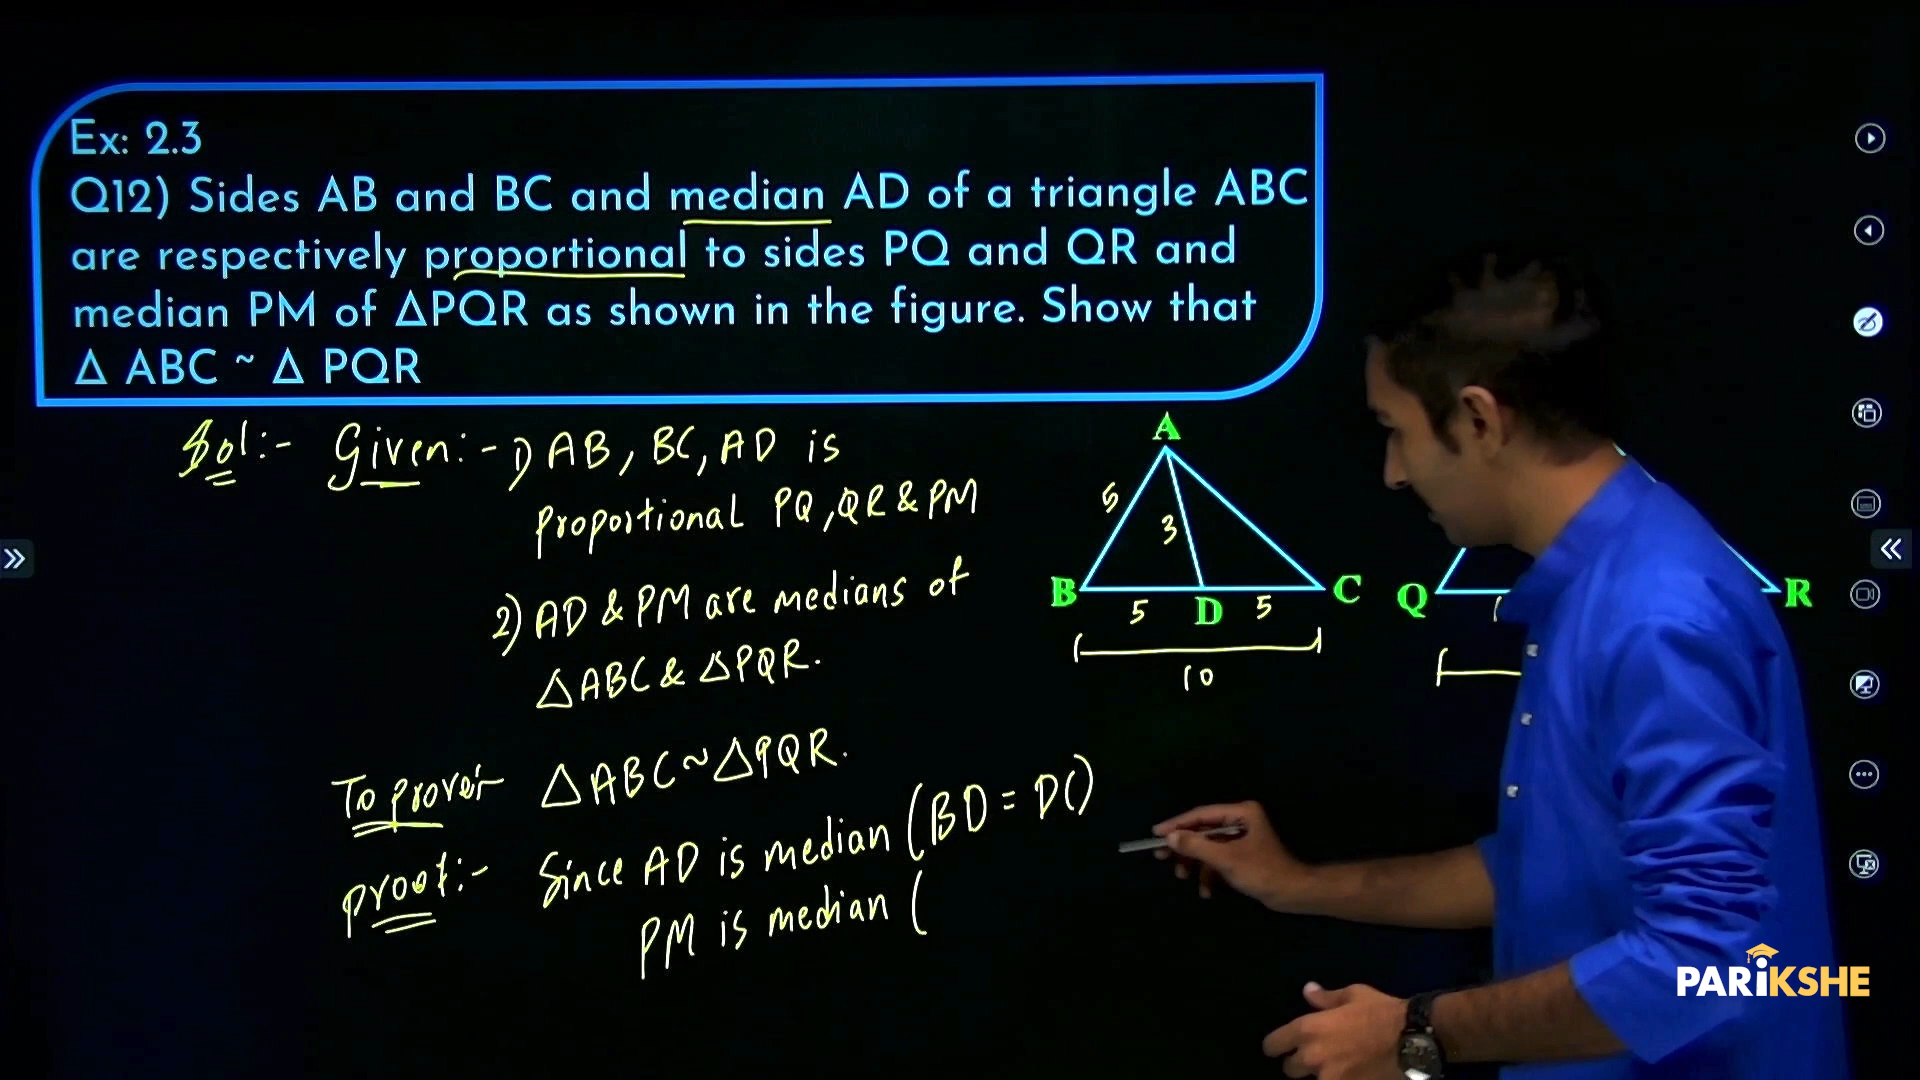 Ex: 2.3
Q12) Sides AB and BC and median AD of a triangle ABC
are respectively proportional to sides PQ and QR and
median PM of ΔPQR as shown in the figure. Show that
Δ ABC ~ Δ PQR
Sol:- Given:- 1) AB, BC, AD is
proportional PQ, QR & PM
2) AD & PM are medians of
ΔABC & ΔPQR.
To prove:- ΔABC ~ ΔPQR.
proof:- Since AD is median (BD = DC)
PM is median (
A
5
3
B
C
5
D
5
10
Q
R
PARiKSHE